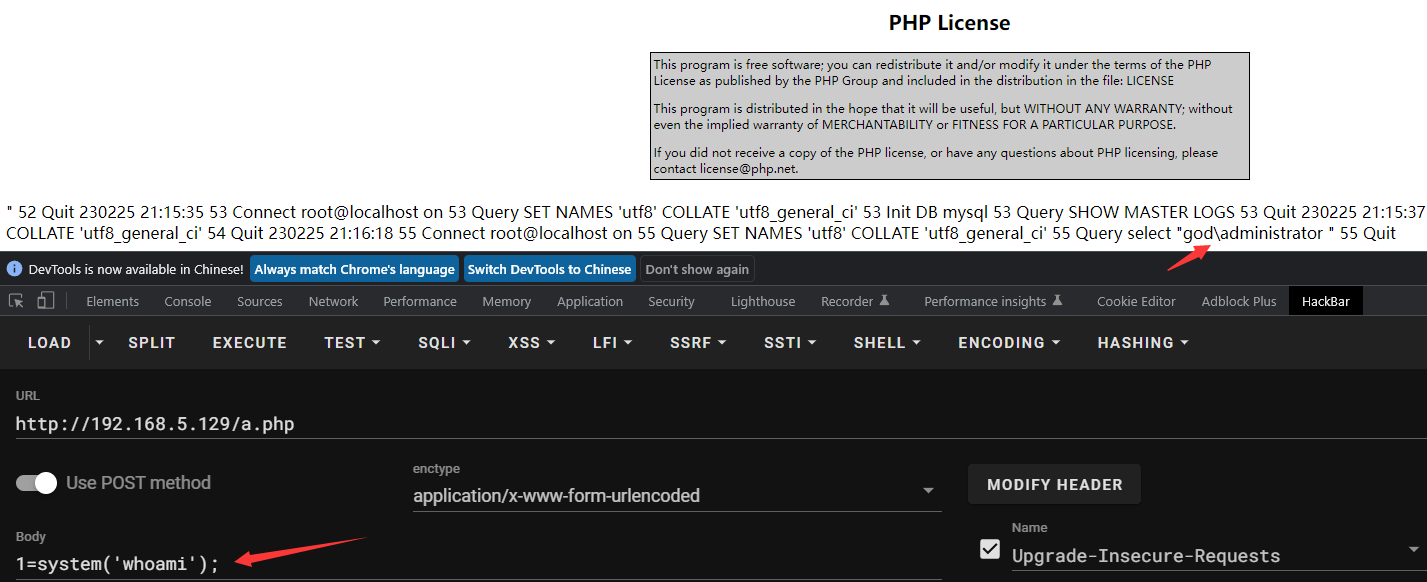 PHP License
This program is free software; you can redistribute it and/or modify it under the terms of the PHP
License as published by the PHP Group and included in the distribution in the file: LICENSE
This program is distributed in the hope that it will be useful, but WITHOUT ANY WARRANTY; without
even the implied warranty of MERCHANTABILITY or FITNESS FOR A PARTICULAR PURPOSE.
If you did not receive a copy of the PHP license, or have any questions about PHP licensing, please
contact license@php.net.
" 52 Quit 230225 21:15:35 53 Connect root@localhost on 53 Query SET NAMES 'utf8' COLLATE 'utf8_general_ci' 53 Init DB mysql 53 Query SHOW MASTER LOGS 53 Quit 230225 21:15:37
COLLATE 'utf8_general_ci' 54 Quit 230225 21:16:18 55 Connect root@localhost on 55 Query SET NAMES 'utf8' COLLATE 'utf8_general_ci' 55 Query select "god\administrator " 55 Quit
DevTools is now available in Chinese! Always match Chrome's language Switch DevTools to Chinese Don't show again
Elements Console Sources Network Performance Memory Application Security Lighthouse Recorder Performance insights Cookie Editor Adblock Plus HackBar
LOAD SPLIT EXECUTE TEST SQLI XSS LFI SSRF SSTI SHELL ENCODING HASHING
URL
http://192.168.5.129/a.php
Use POST method
enctype
application/x-www-form-urlencoded
MODIFY HEADER
Body
1=system('whoami');
Name
Upgrade-Insecure-Requests